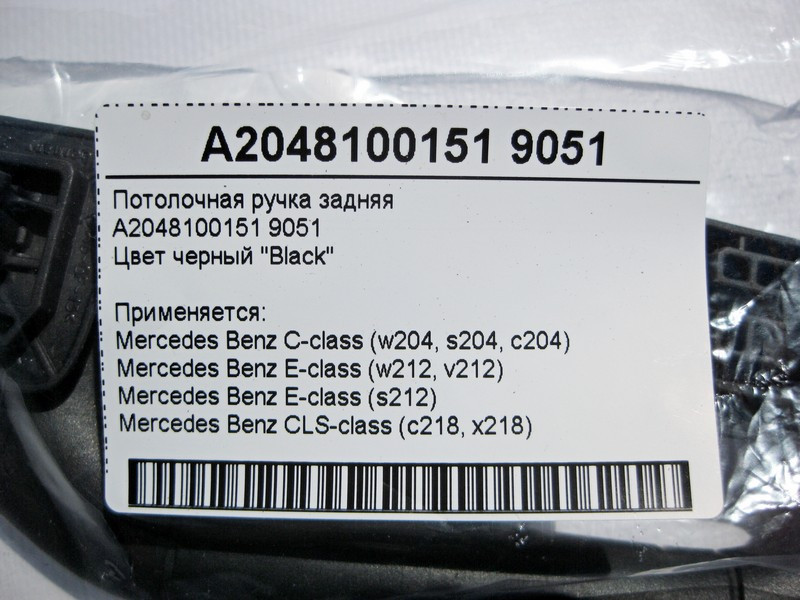 A2048100151 9051
Потолочная ручка задняя
A2048100151 9051
Цвет черный "Black"
Применяется:
Mercedes Benz C-class (w204, s204, c204)
Mercedes Benz E-class (w212, v212)
Mercedes Benz E-class (s212)
Mercedes Benz CLS-class (c218, x218)